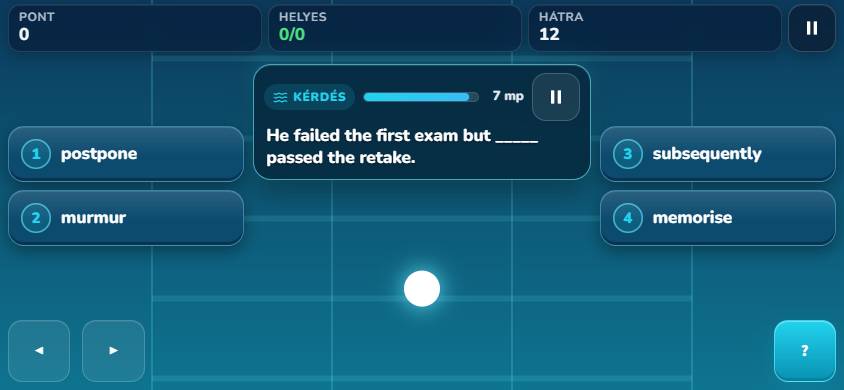 PONT
0
HELYES
0/0
HÁTRA
12
KÉRDÉS
7 mp
He failed the first exam but _____
passed the retake.
1 postpone
2 murmur
3 subsequently
4 memorise
?